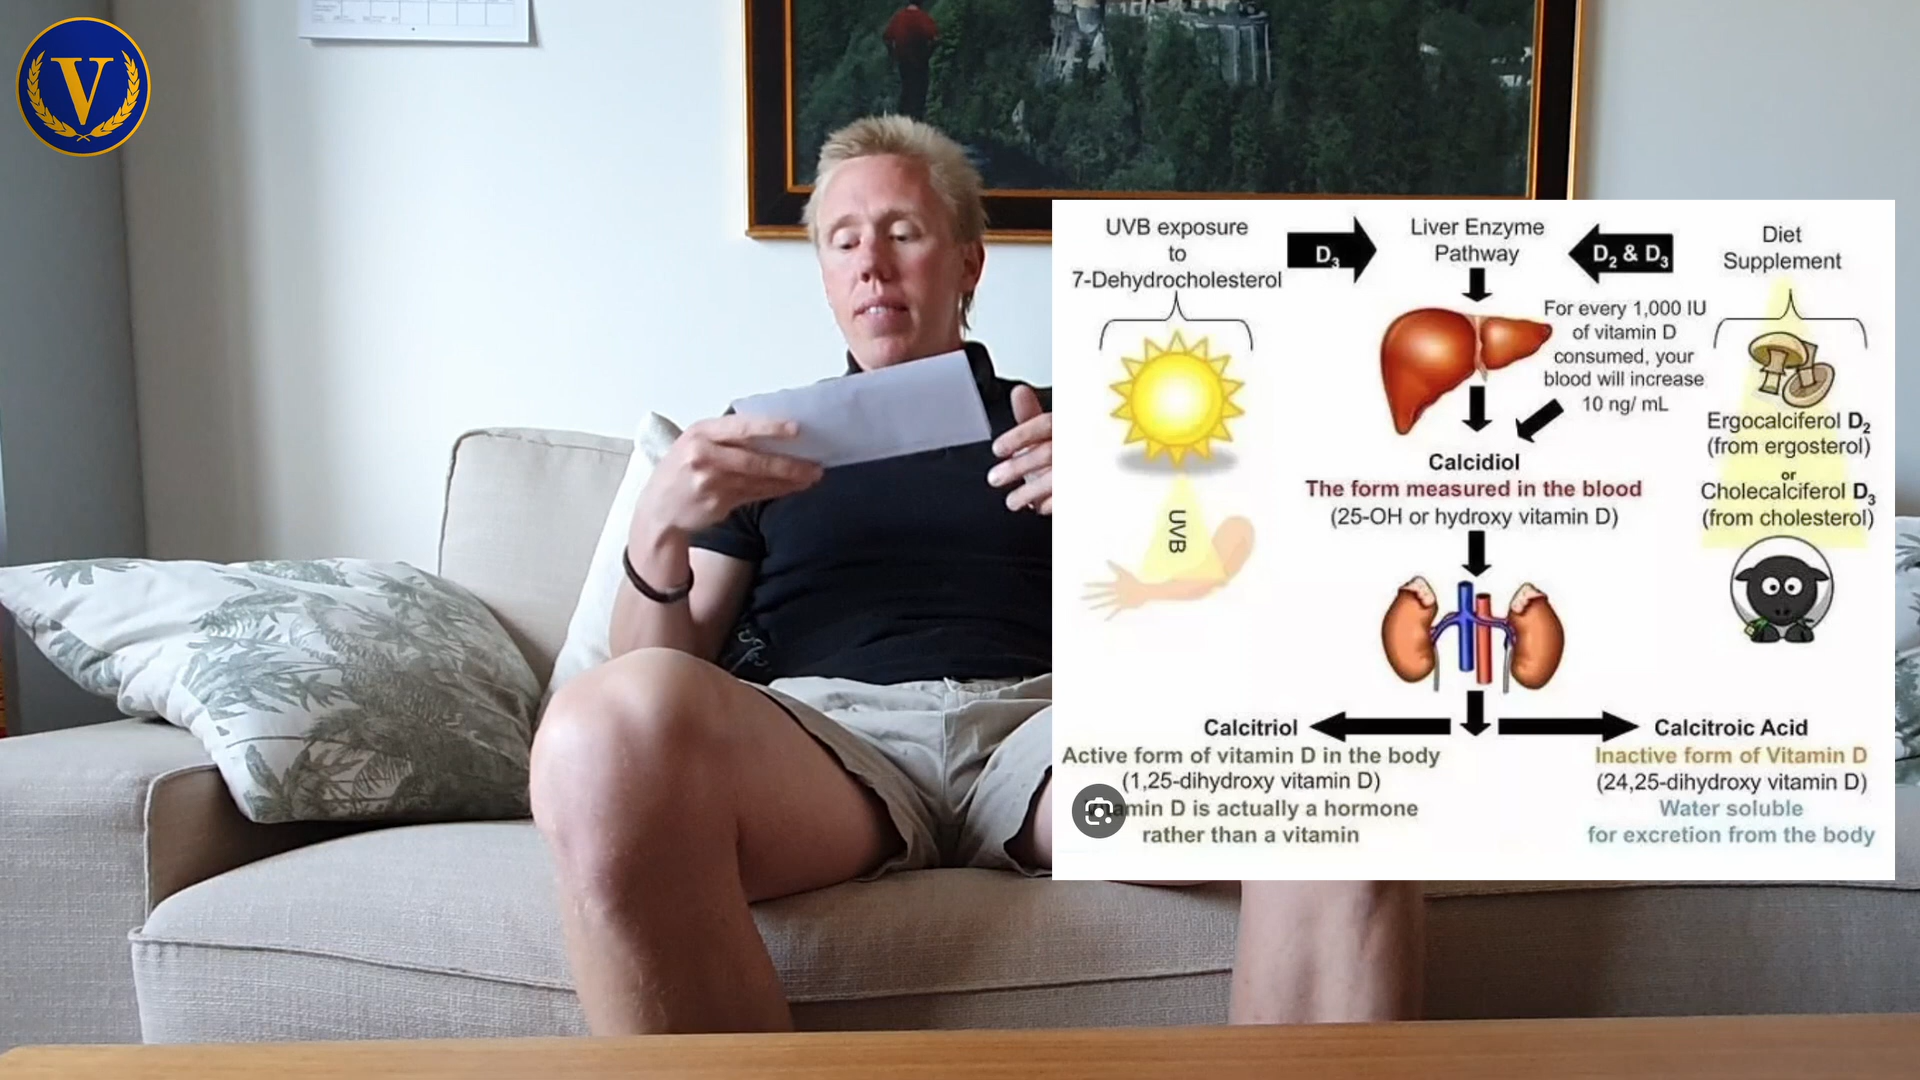 V
UVB exposure
to
7-Dehydrocholesterol
D3
Liver Enzyme
Pathway
D2 & D3
Diet
Supplement
For every 1,000 IU
of vitamin D
consumed, your
blood will increase
10 ng/ mL
UVB
Ergocalciferol D2
(from ergosterol)
or
Cholecalciferol D3
(from cholesterol)
Calcidiol
The form measured in the blood
(25-OH or hydroxy vitamin D)
Calcitriol
Active form of vitamin D in the body
(1,25-dihydroxy vitamin D)
D is actually a hormone
rather than a vitamin
Calcitroic Acid
Inactive form of Vitamin D
(24,25-dihydroxy vitamin D)
Water soluble
for excretion from the body